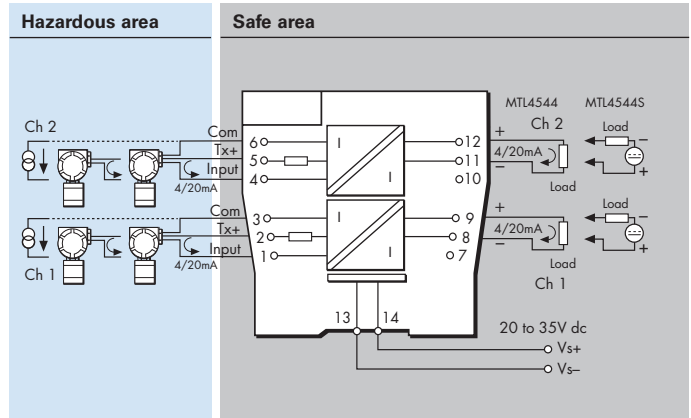 Hazardous area
Safe area
MTL4544
MTL4544S
Ch 2
Com
Tx+
Input
4/20mA
6
5
4
I
I
12
11
10
+
4/20mA
–
Ch 2
Load
Load
–
+
Ch 1
Com
Tx+
Input
4/20mA
3
2
1
I
I
9
8
7
+
4/20mA
–
Load
Ch 1
Load
–
+
13
14
20 to 35V dc
Vs+
Vs–